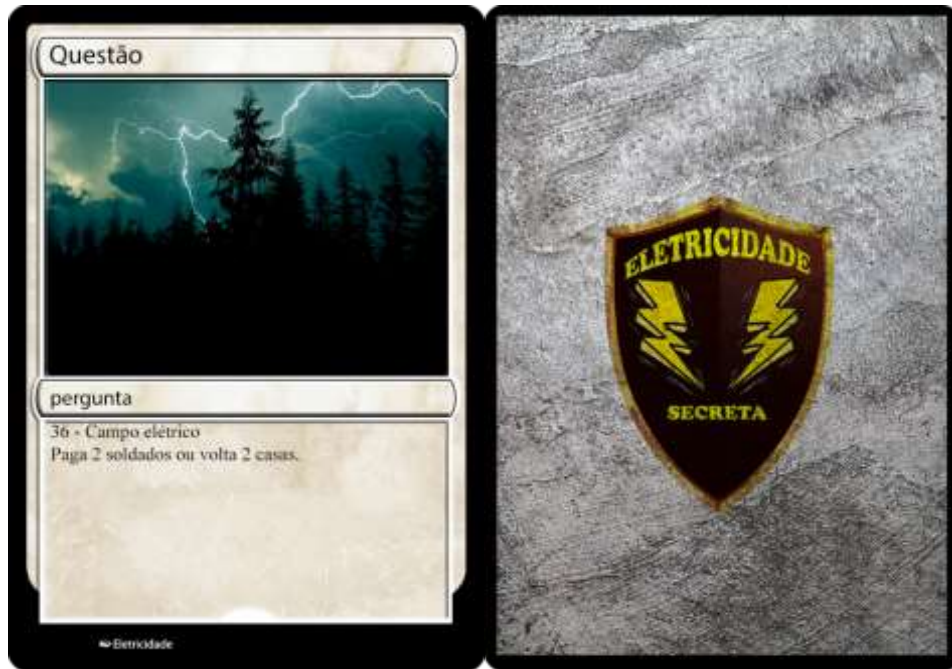 Questão
pergunta
36 - Campo elétrico
Paga 2 soldados ou volta 2 casas.
Eletricidade
ELETRICIDADE
SECRETA